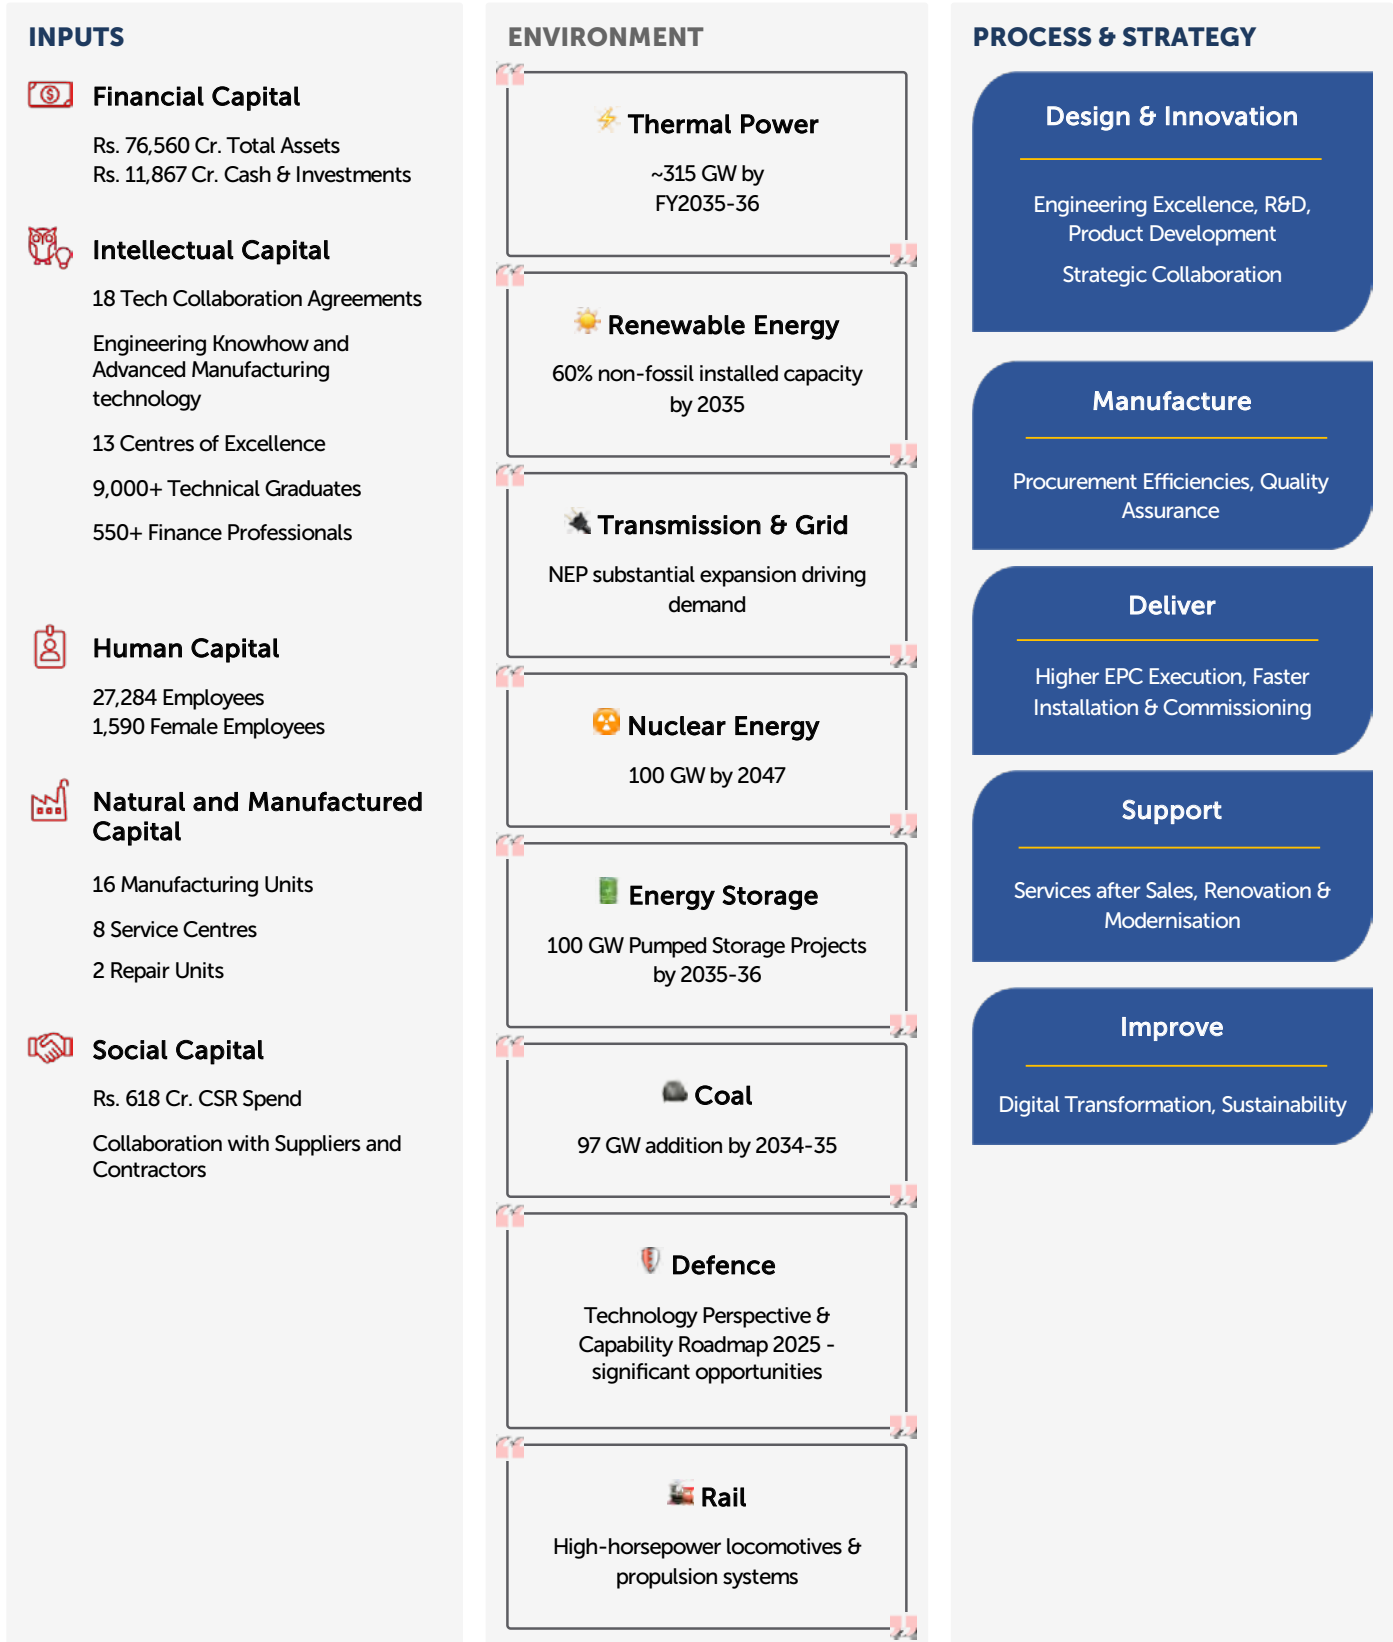 INPUTS
Financial Capital
Rs. 76,560 Cr. Total Assets
Rs. 11,867 Cr. Cash & Investments
Intellectual Capital
18 Tech Collaboration Agreements
Engineering Knowhow and
Advanced Manufacturing
technology
13 Centres of Excellence
9,000+ Technical Graduates
550+ Finance Professionals
Human Capital
27,284 Employees
1,590 Female Employees
Natural and Manufactured
Capital
16 Manufacturing Units
8 Service Centres
2 Repair Units
Social Capital
Rs. 618 Cr. CSR Spend
Collaboration with Suppliers and
Contractors
ENVIRONMENT
Thermal Power
~315 GW by
FY2035-36
Renewable Energy
60% non-fossil installed capacity
by 2035
Transmission & Grid
NEP substantial expansion driving
demand
Nuclear Energy
100 GW by 2047
Energy Storage
100 GW Pumped Storage Projects
by 2035-36
Coal
97 GW addition by 2034-35
Defence
Technology Perspective &
Capability Roadmap 2025 -
significant opportunities
Rail
High-horsepower locomotives &
propulsion systems
PROCESS & STRATEGY
Design & Innovation
Engineering Excellence, R&D,
Product Development
Strategic Collaboration
Manufacture
Procurement Efficiencies, Quality
Assurance
Deliver
Higher EPC Execution, Faster
Installation & Commissioning
Support
Services after Sales, Renovation &
Modernisation
Improve
Digital Transformation, Sustainability